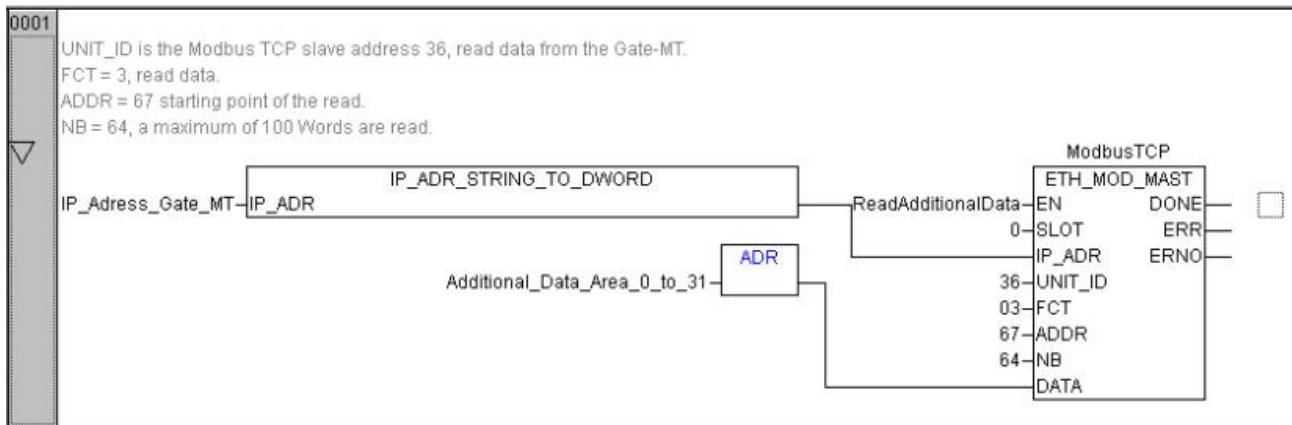 0001
UNIT_ID is the Modbus TCP slave address 36, read data from the Gate-MT.
FCT = 3, read data.
ADDR = 67 starting point of the read.
NB = 64, a maximum of 100 Words are read.
ModbusTCP
IP_ADR_STRING_TO_DWORD
ETH_MOD_MAST
IP_Adress_Gate_MT IP_ADR
ReadAdditionalData EN DONE
0 SLOT ERR
IP_ADR ERNO
ADR
Additional_Data_Area_0_to_31
36 UNIT_ID
03 FCT
67 ADDR
64 NB
DATA